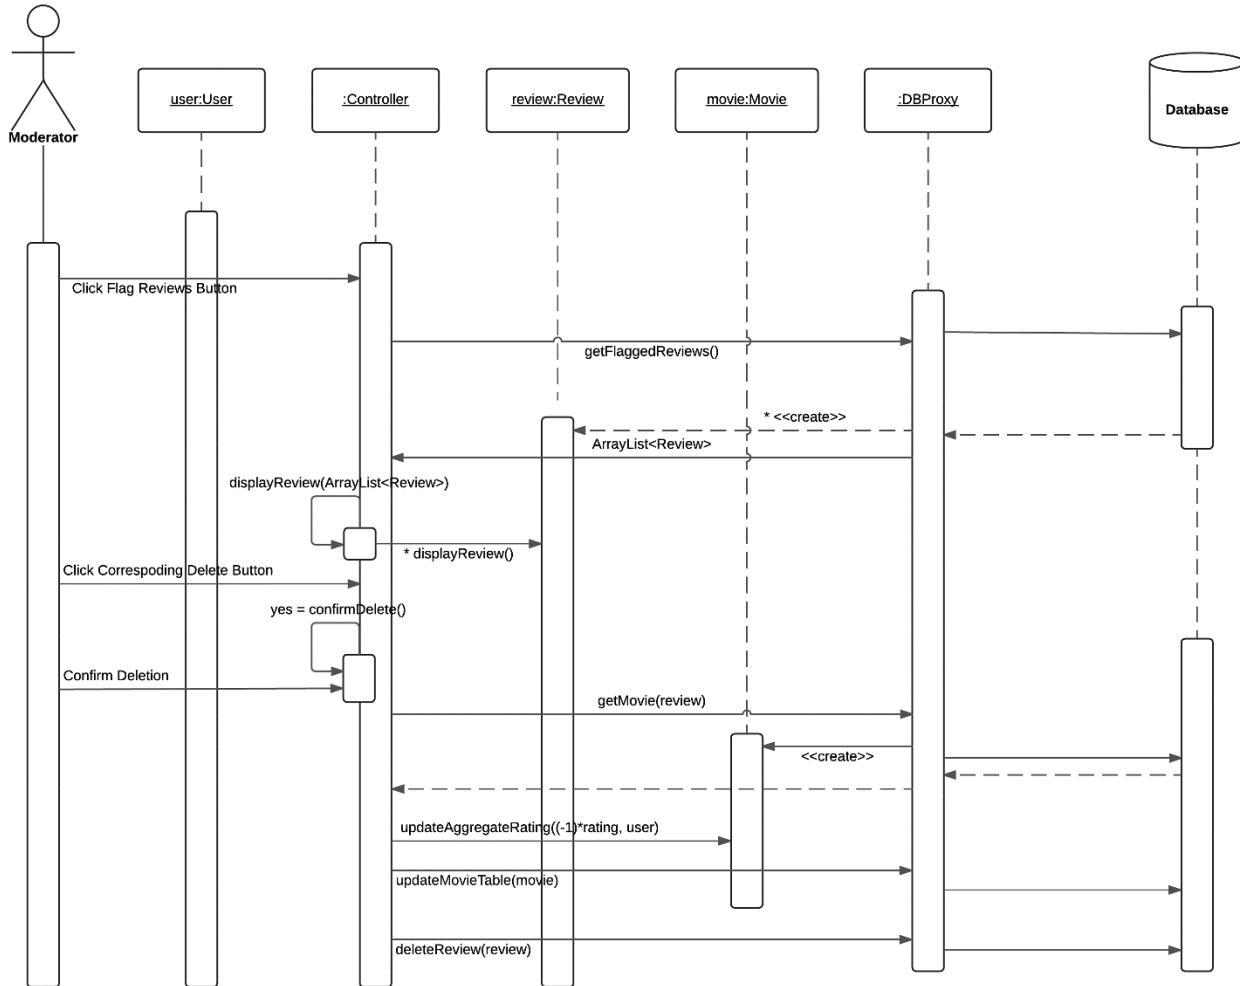 Moderator
user:User
:Controller
review:Review
movie:Movie
:DBProxy
Database
Click Flag Reviews Button
getFlaggedReviews()
* <<create>>
ArrayList<Review>
displayReview(ArrayList<Review>)
* displayReview()
Click Correspoding Delete Button
yes = confirmDelete()
Confirm Deletion
getMovie(review)
<<create>>
updateAggregateRating((-1)*rating, user)
updateMovieTable(movie)
deleteReview(review)